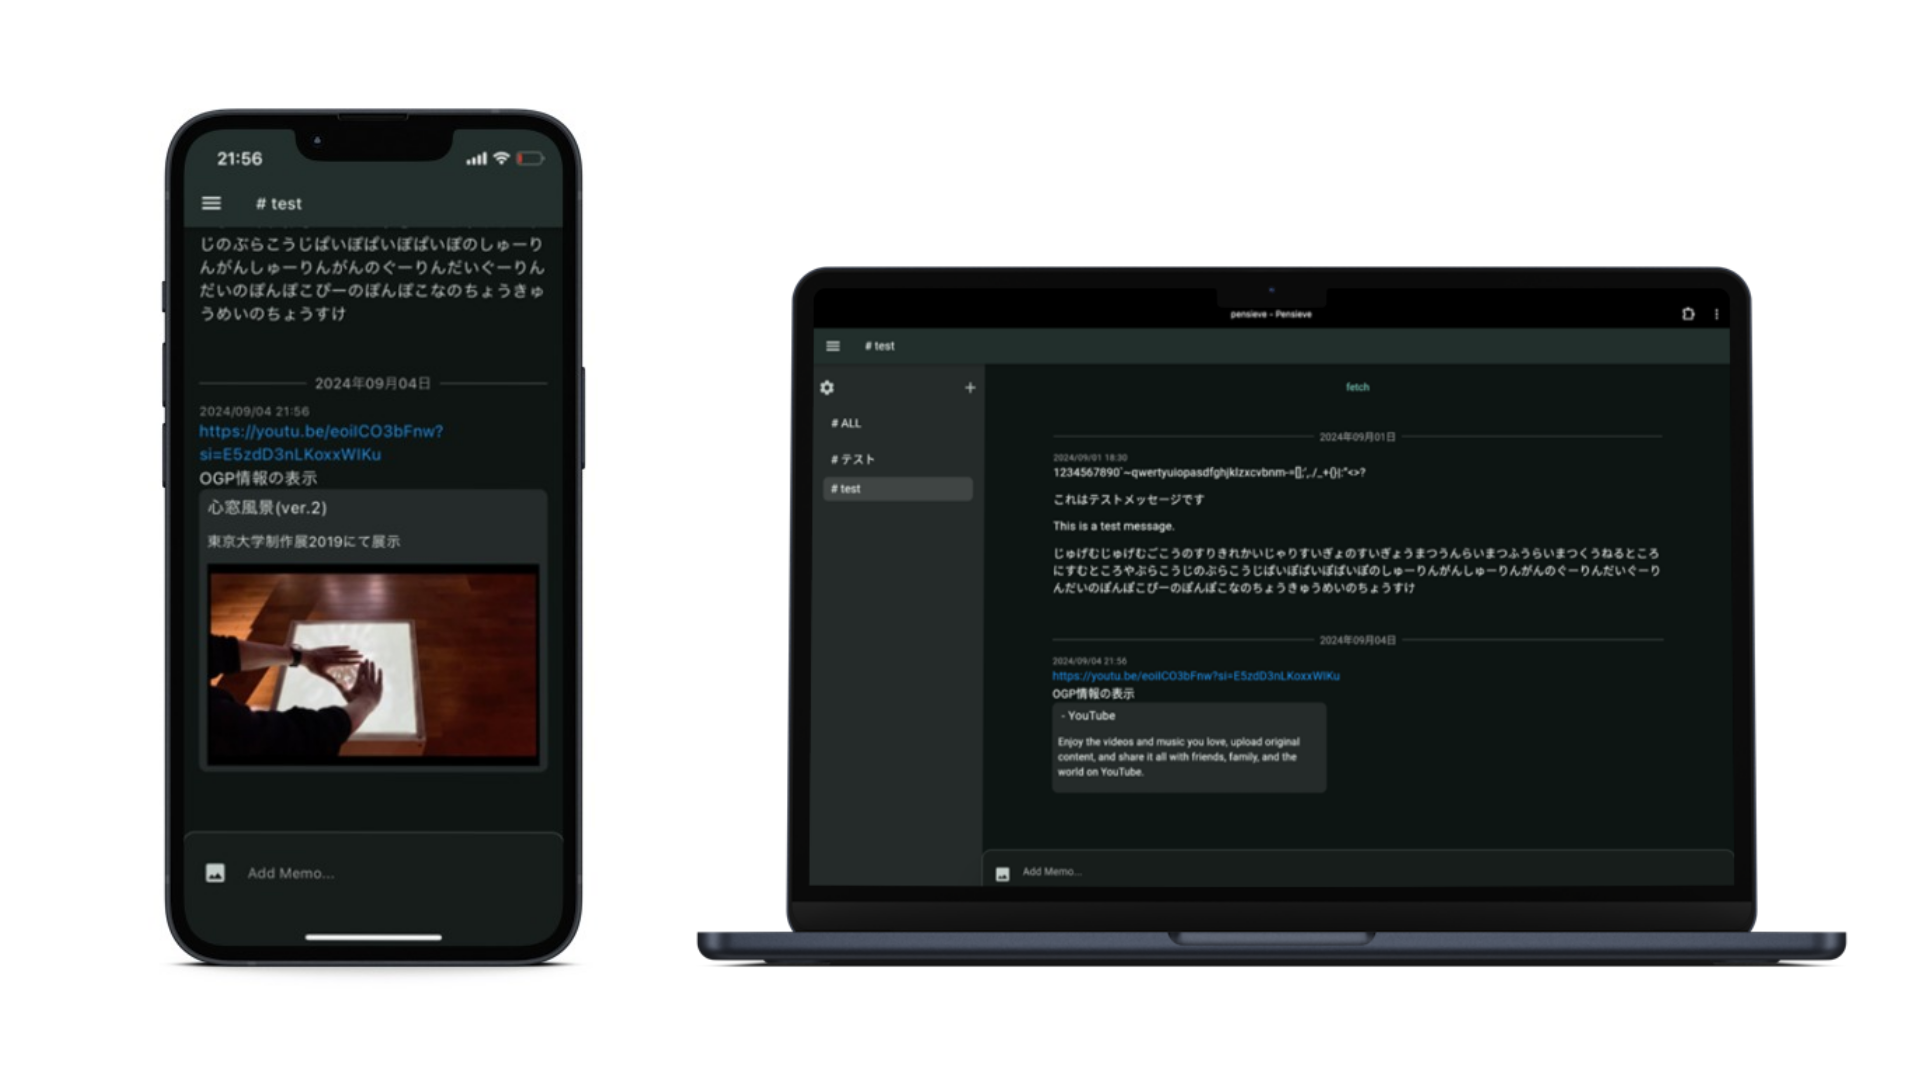 21:56
# test
じのぶらこうじぱいぽぱいぽぱいぽのしゅーり
んがんしゅーりんがんのぐーりんだいぐーりん
だいのぽんぽこぴーのぽんぽこなのちょうきゅ
うめいのちょうすけ
2024年09月04日
2024/09/04 21:56
https://youtu.be/eoilCO3bFnw?
si=E5zdD3nLKoxxWIKu
OGP情報の表示
心窓風景(ver.2)
東京大学制作展2019にて展示
Add Memo...
pensieve - Pensieve
# test
# ALL
# テスト
# test
fetch
2024年09月01日
2024/09/01 18:30
1234567890`~qwertyuiopasdfghjklzxcvbnm-=[];',./_+{}|:"<>?
これはテストメッセージです
This is a test message.
じゅげむじゅげむごこうのすりきれかいじゃりすいぎょのすいぎょうまつうんらいまつふうらいまつくうねるところ
にすむところやぶらこうじのぶらこうじぱいぽぱいぽぱいぽのしゅーりんがんしゅーりんがんのぐーりんだいぐーり
んだいのぽんぽこぴーのぽんぽこなのちょうきゅうめいのちょうすけ
2024年09月04日
2024/09/04 21:56
https://youtu.be/eoilCO3bFnw?si=E5zdD3nLKoxxWIKu
OGP情報の表示
- YouTube
Enjoy the videos and music you love, upload original
content, and share it all with friends, family, and the
world on YouTube.
Add Memo...